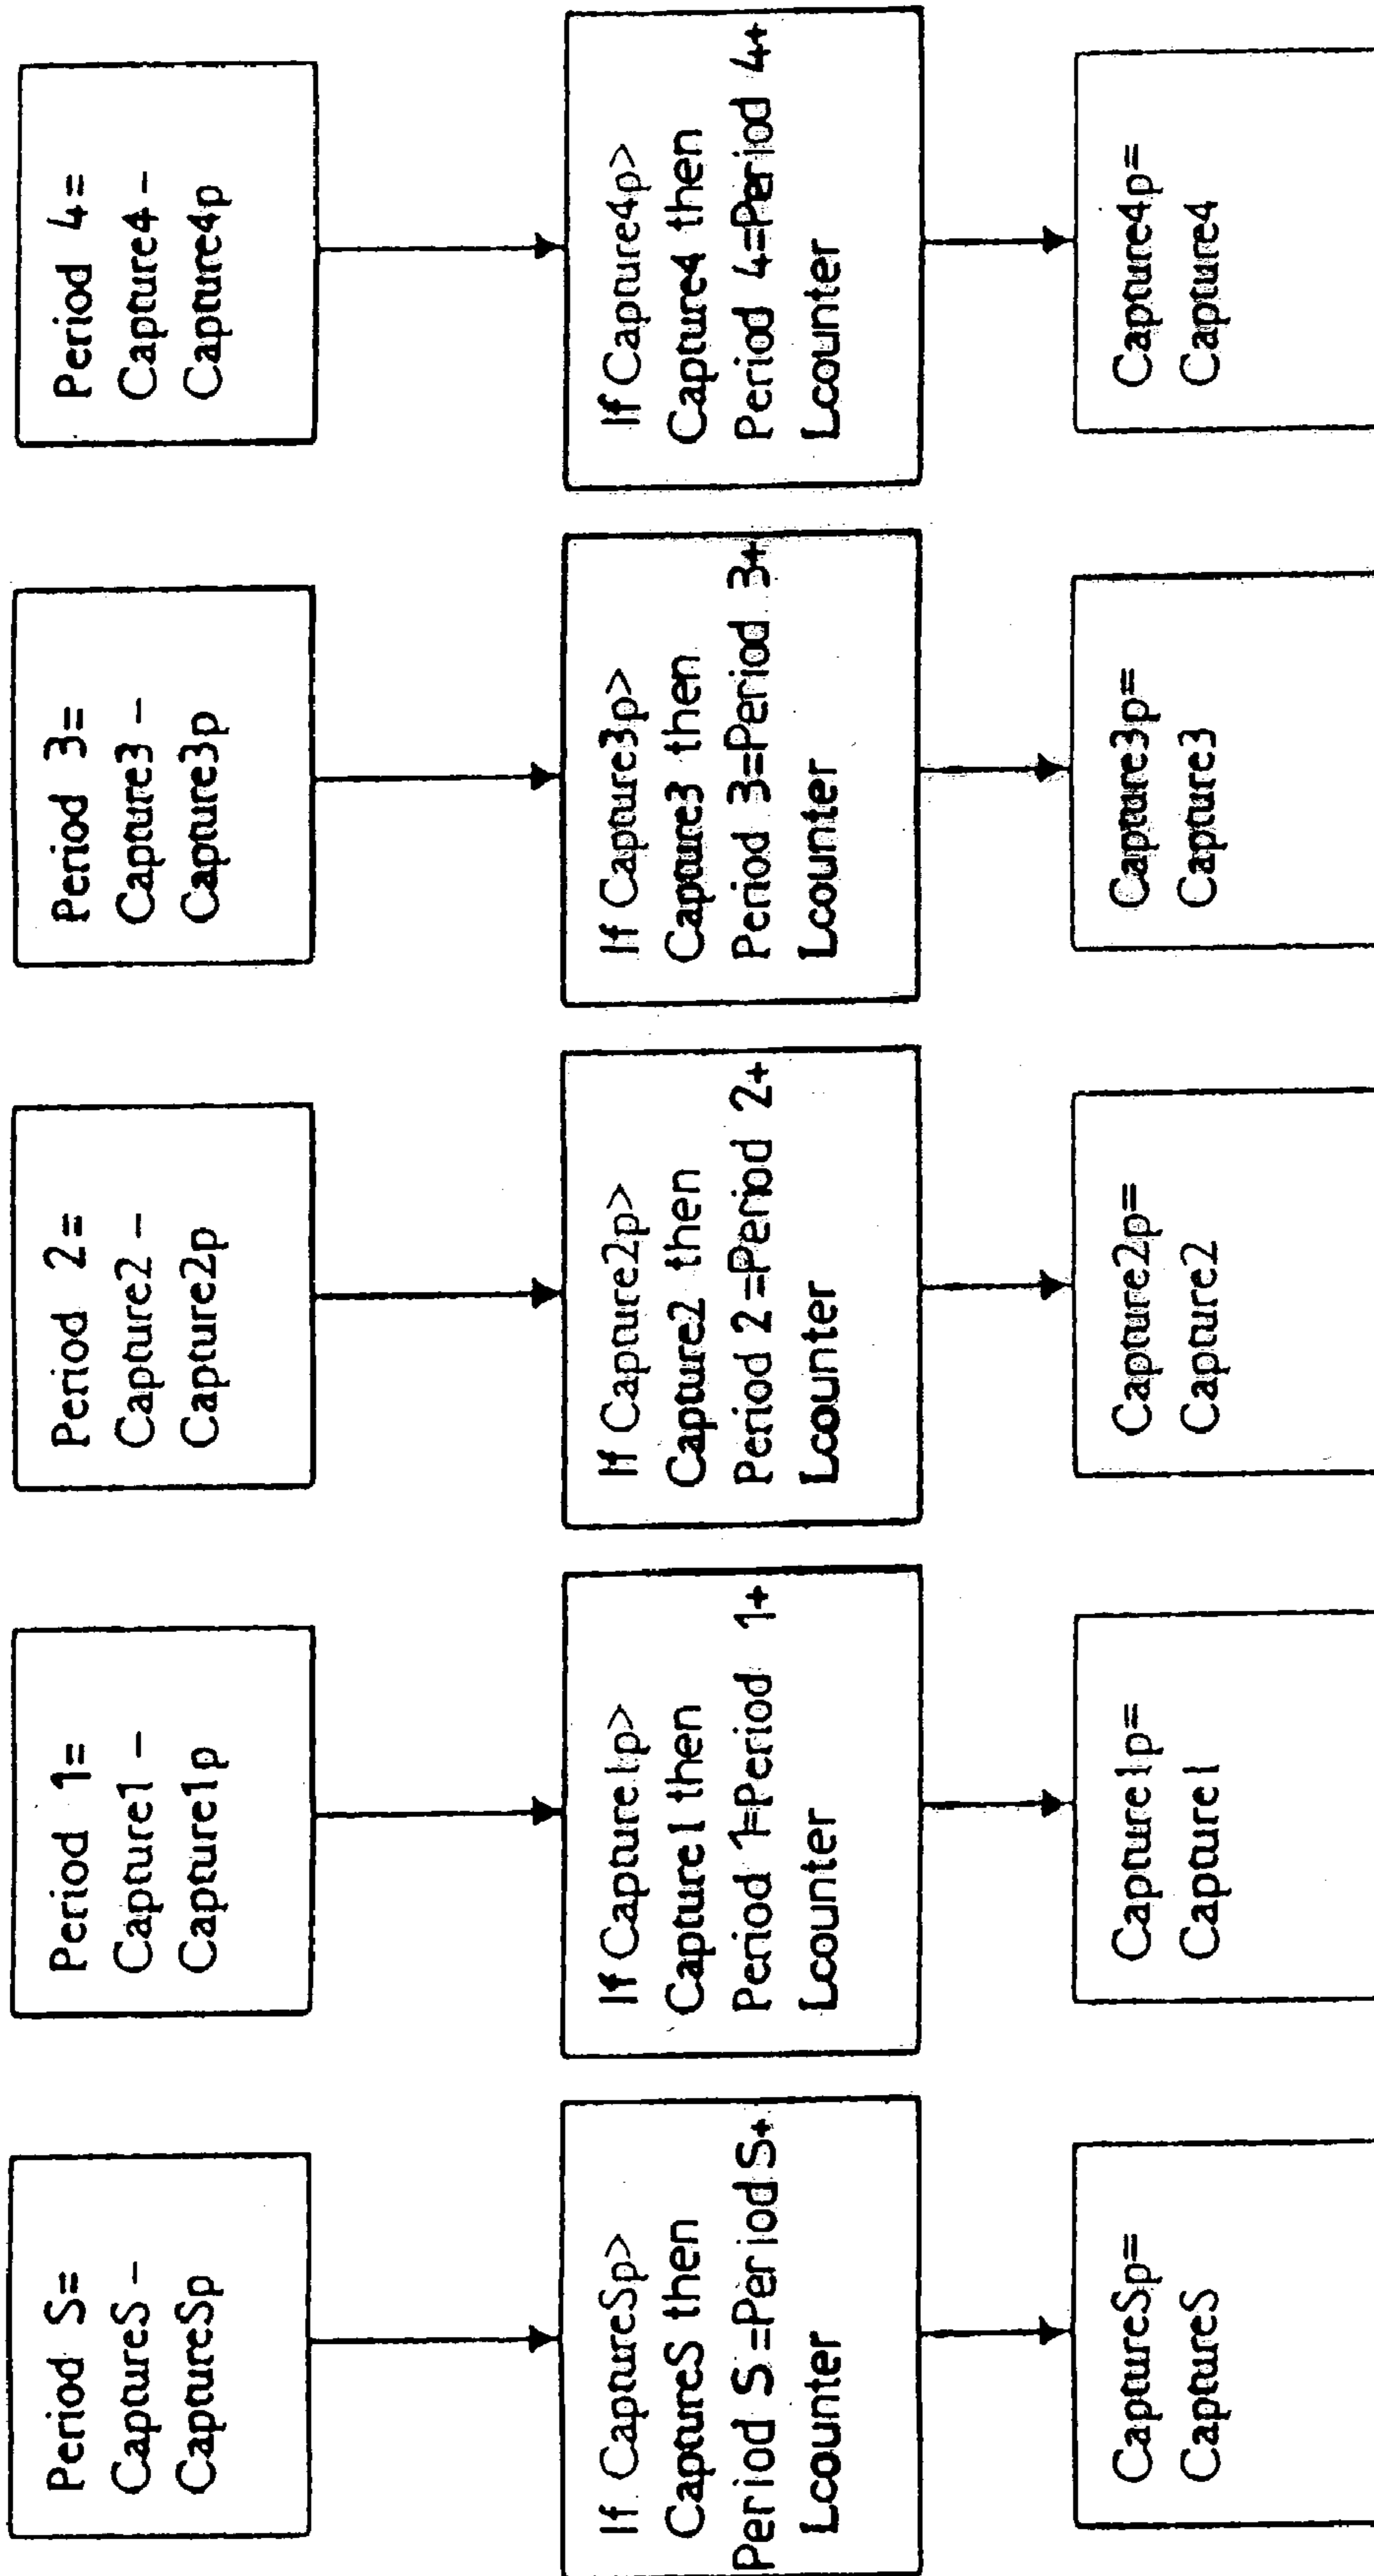 Period S=
CaptureS –
CaptureSp
If CaptureSp>
CaptureS then
Period S=Period S+
Lcounter
CaptureSp=
CaptureS
Period 1=
Capture1 –
Capture1p
If Capture1p>
Capture1 then
Period 1=Period 1+
Lcounter
Capture1p=
Capture1
Period 2=
Capture2 –
Capture2p
If Capture2p>
Capture2 then
Period 2=Period 2+
Lcounter
Capture2p=
Capture2
Period 3=
Capture3 –
Capture3p
If Capture3p>
Capture3 then
Period 3=Period 3+
Lcounter
Capture3p=
Capture3
Period 4=
Capture4 –
Capture4p
If Capture4p>
Capture4 then
Period 4=Period 4+
Lcounter
Capture4p=
Capture4